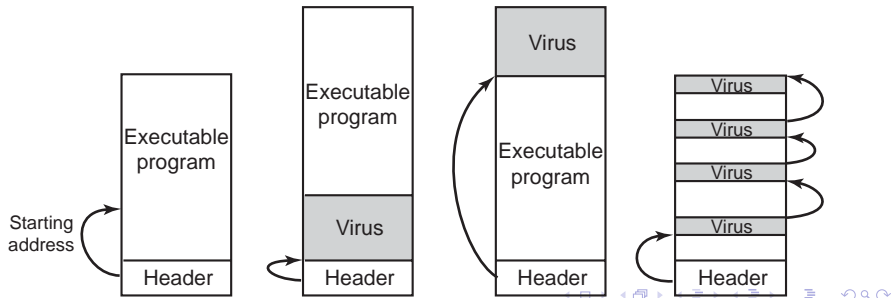 Starting
address
Executable
program
Header
Executable
program
Virus
Header
Virus
Executable
program
Header
Virus
Virus
Virus
Virus
Header